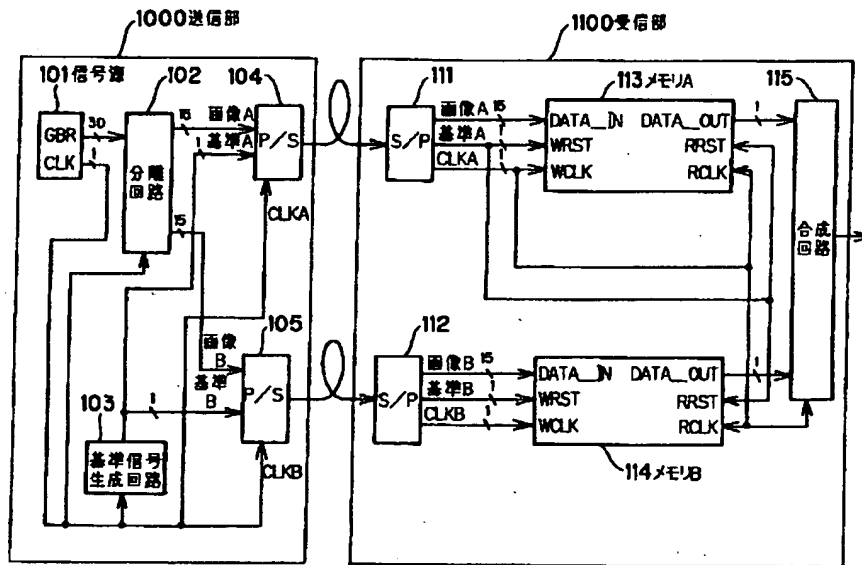 1000送信部
1100受信部
101信号源
102
104
111
113メモリA
115
GBR
CLK
30
1
分離
回路
15
画像A
基準A
1
P/S
CLKA
15
S/P
画像A
15
基準A
1
CLKA
1
DATA_IN
DATA_OUT
WRST
RRST
WCLK
RCLK
1
合成
回路
105
112
画像
B
基準
B
P/S
1
CLKB
103
基準信号
生成回路
S/P
画像B
15
基準B
1
CLKB
1
DATA_IN
DATA_OUT
WRST
RRST
WCLK
RCLK
1
114メモリB